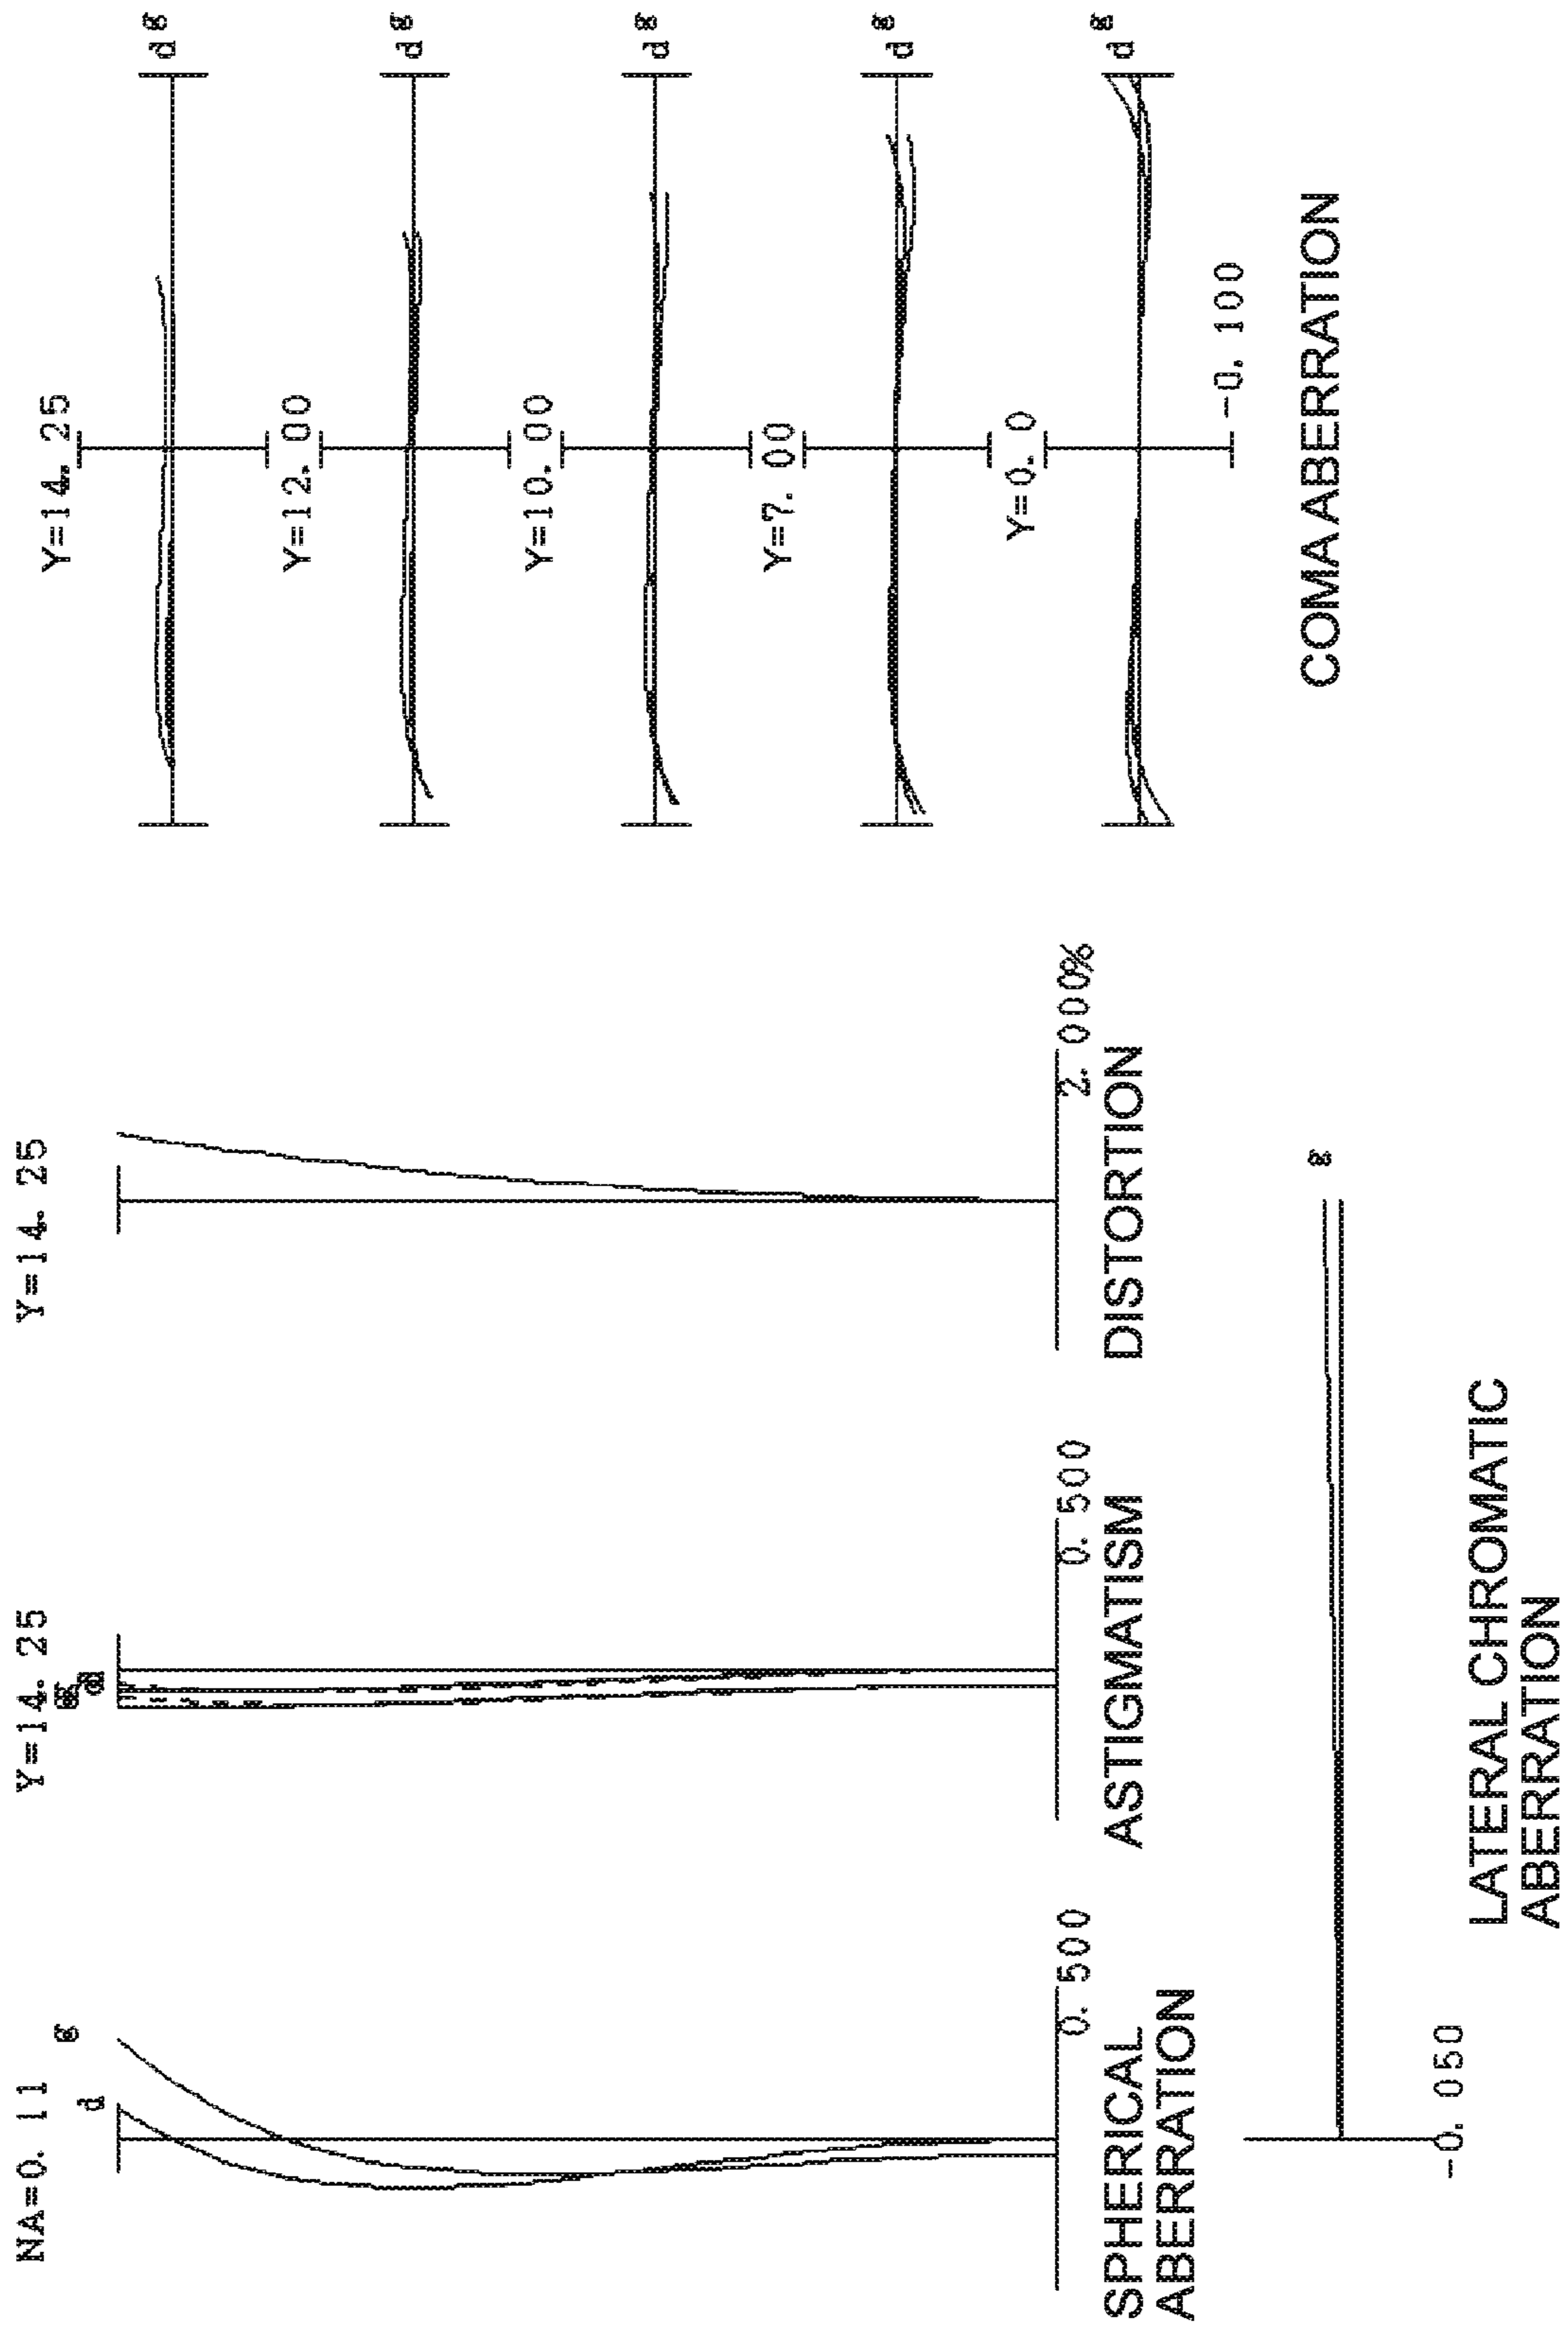 NA=0. 11
d
g
SPHERICAL
ABERRATION
0. 500
Y=14. 25
g
d
ASTIGMATISM
0. 500
Y=14. 25
DISTORTION
2. 000%
-0. 050
g
LATERAL CHROMATIC
ABERRATION
Y=14. 25
d g
Y=12. 00
d g
Y=10. 00
d g
Y=7. 00
d g
Y=0. 0
d g
-0. 100
COMA ABERRATION